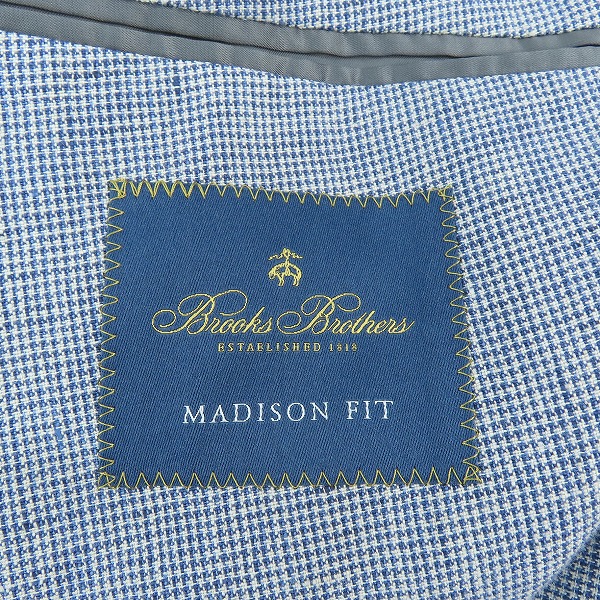 Brooks Brothers
ESTABLISHED 1818
MADISON FIT